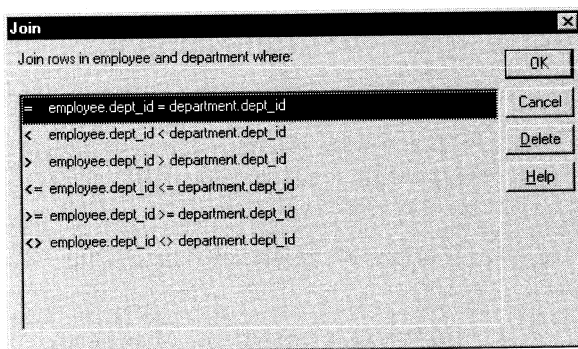 Join
Join rows in employee and department where:
= employee.dept_id = department.dept_id
< employee.dept_id < department.dept_id
> employee.dept_id > department.dept_id
<= employee.dept_id <= department.dept_id
>= employee.dept_id >= department.dept_id
<> employee.dept_id <> department.dept_id
OK
Cancel
Delete
Help